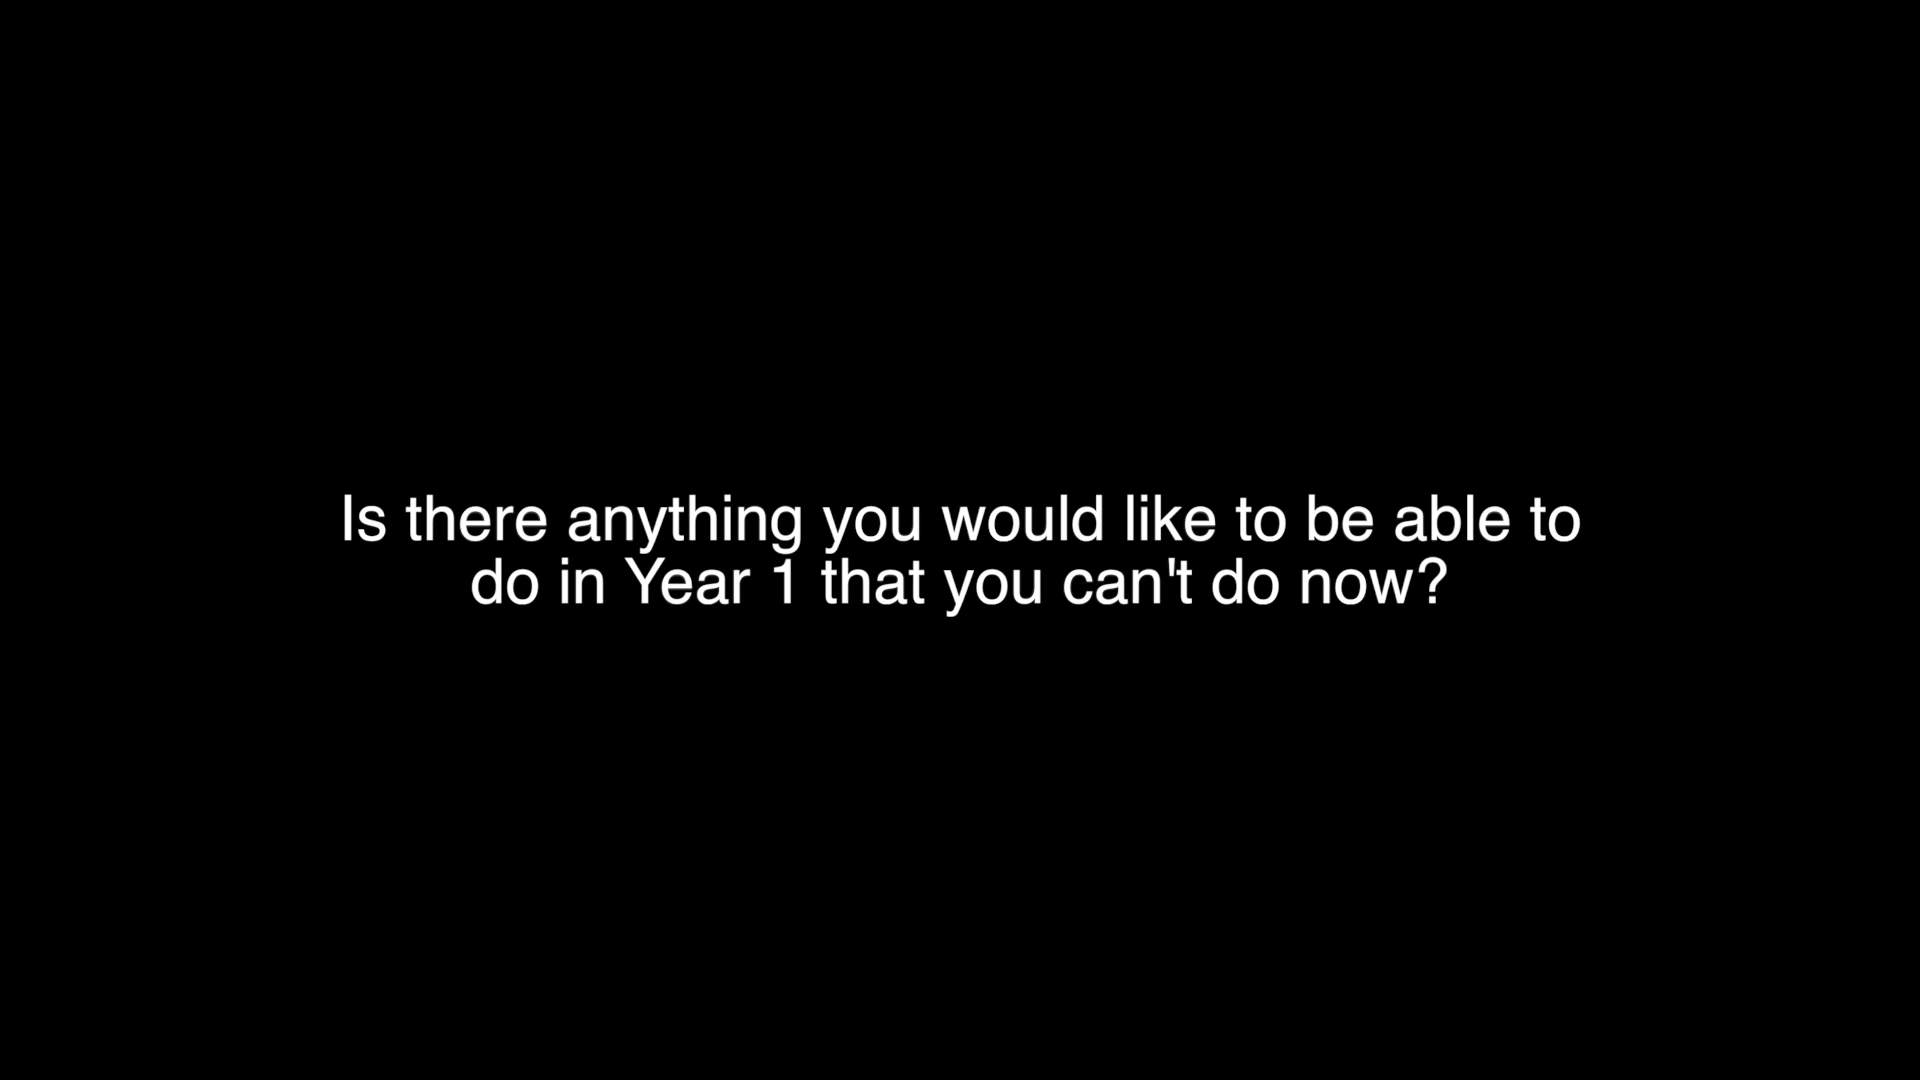 Is there anything you would like to be able to
do in Year 1 that you can't do now?